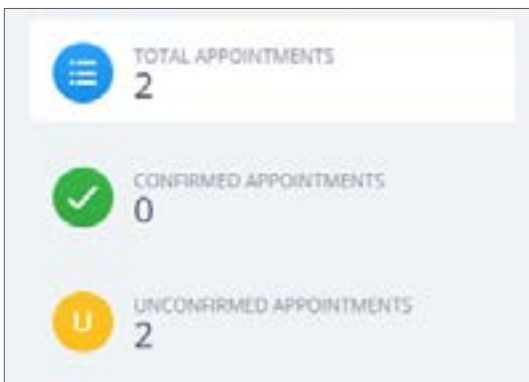 TOTAL APPOINTMENTS
2
CONFIRMED APPOINTMENTS
0
U
UNCONFIRMED APPOINTMENTS
2